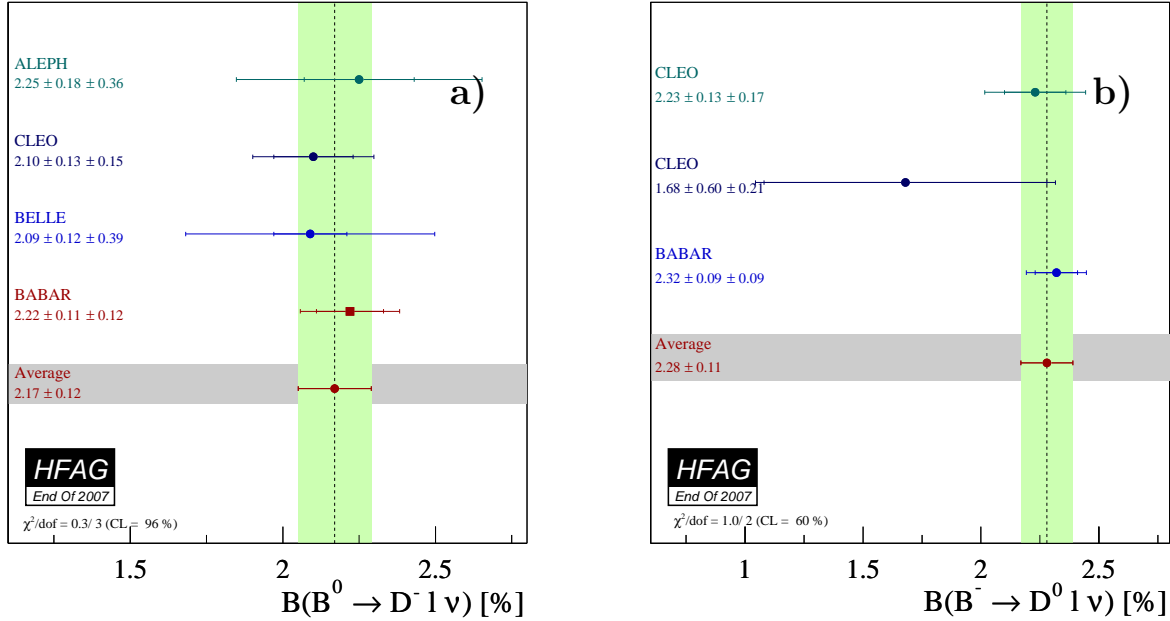 ALEPH
2.25 ± 0.18 ± 0.36
a)
CLEO
2.10 ± 0.13 ± 0.15
BELLE
2.09 ± 0.12 ± 0.39
BABAR
2.22 ± 0.11 ± 0.12
Average
2.17 ± 0.12
HFAG
End Of 2007
χ²/dof = 0.3/ 3 (CL = 96 %)
1.5 2 2.5
B(B⁰ → D⁻ l ν) [%]
CLEO
2.23 ± 0.13 ± 0.17
b)
CLEO
1.68 ± 0.60 ± 0.21
BABAR
2.32 ± 0.09 ± 0.09
Average
2.28 ± 0.11
HFAG
End Of 2007
χ²/dof = 1.0/ 2 (CL = 60 %)
1 1.5 2 2.5
B(B⁻ → D⁰ l ν) [%]